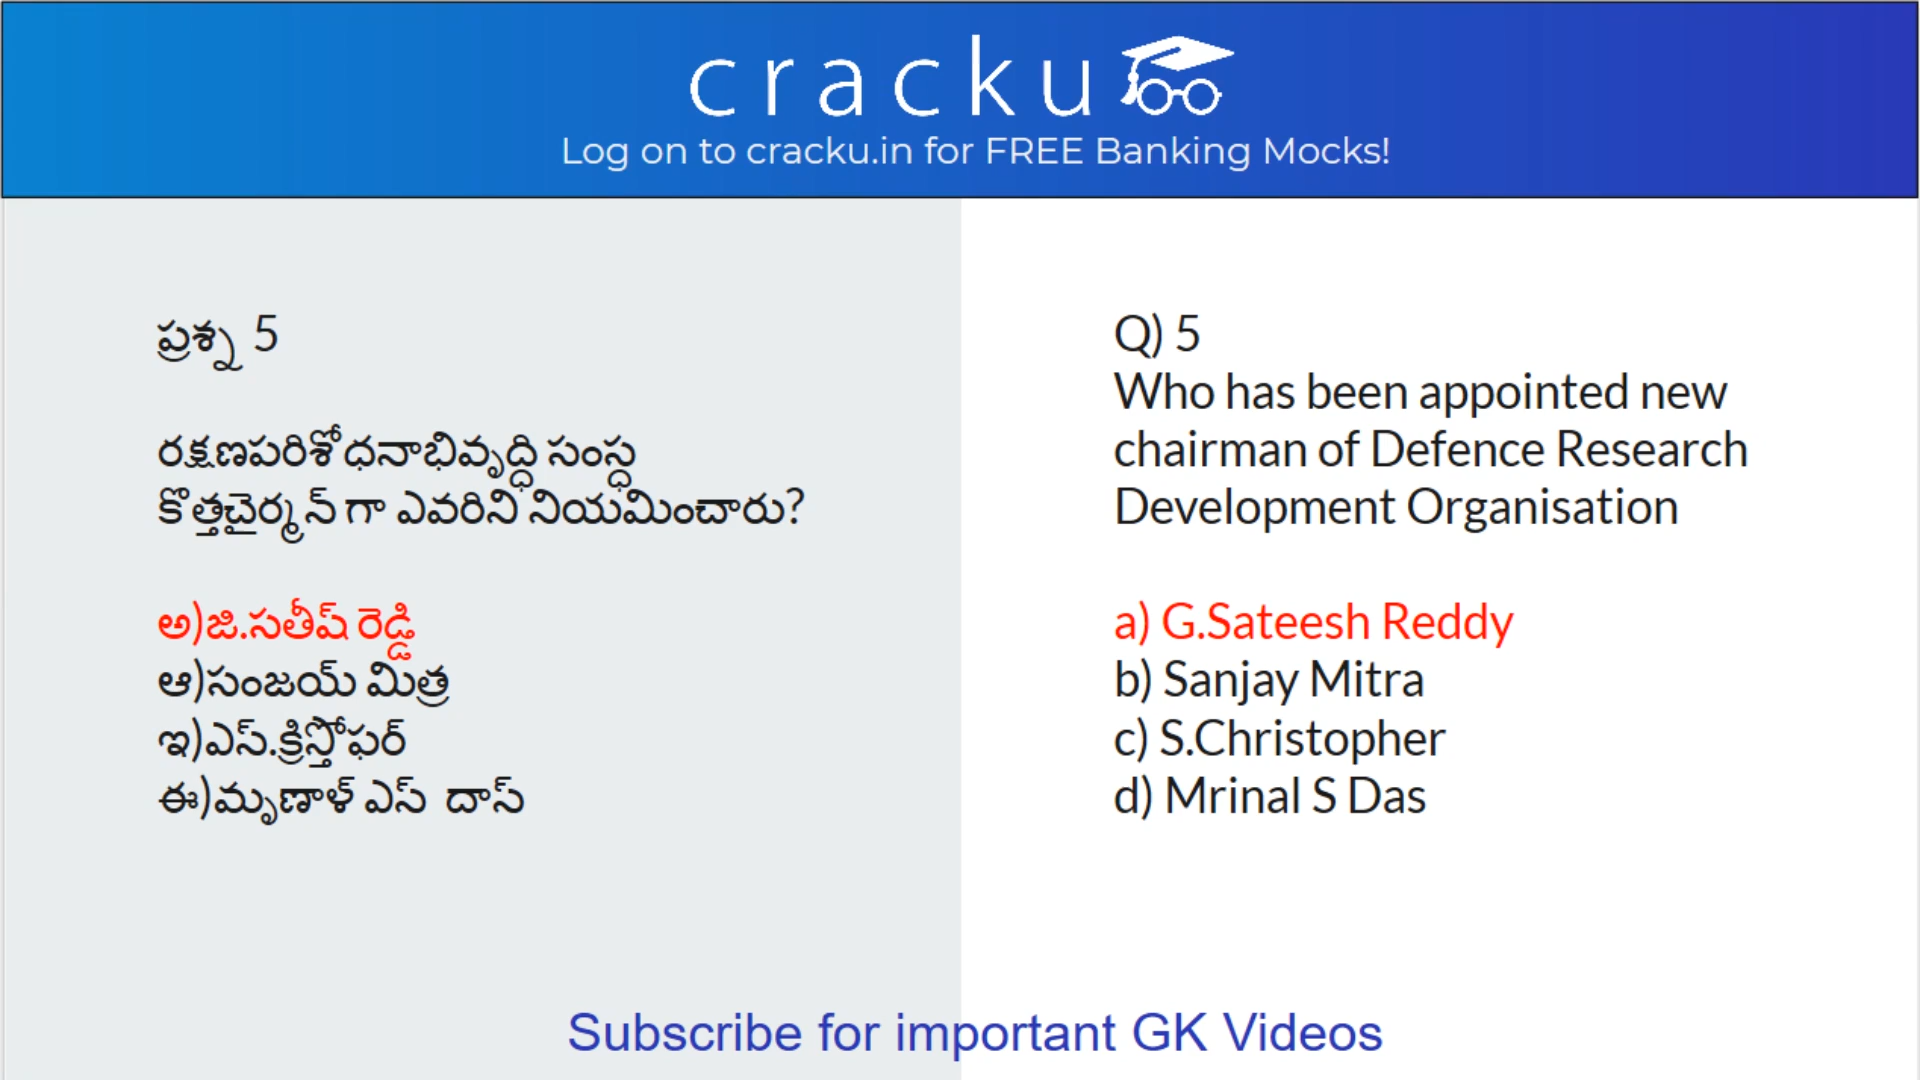 cracku
Log on to cracku.in for FREE Banking Mocks!
ప్రశ్న 5
రక్షణపరిశోధనాభివృద్ధి సంస్థ
కొత్తచైర్మన్ గా ఎవరిని నియమించారు?
అ)జి.సతీష్ రెడ్డి
ఆ)సంజయ్ మిత్ర
ఇ)ఎస్.క్రిస్తోఫర్
ఈ)మృణాళ్ ఎస్ దాస్
Q) 5
Who has been appointed new
chairman of Defence Research
Development Organisation
a) G.Sateesh Reddy
b) Sanjay Mitra
c) S.Christopher
d) Mrinal S Das
Subscribe for important GK Videos